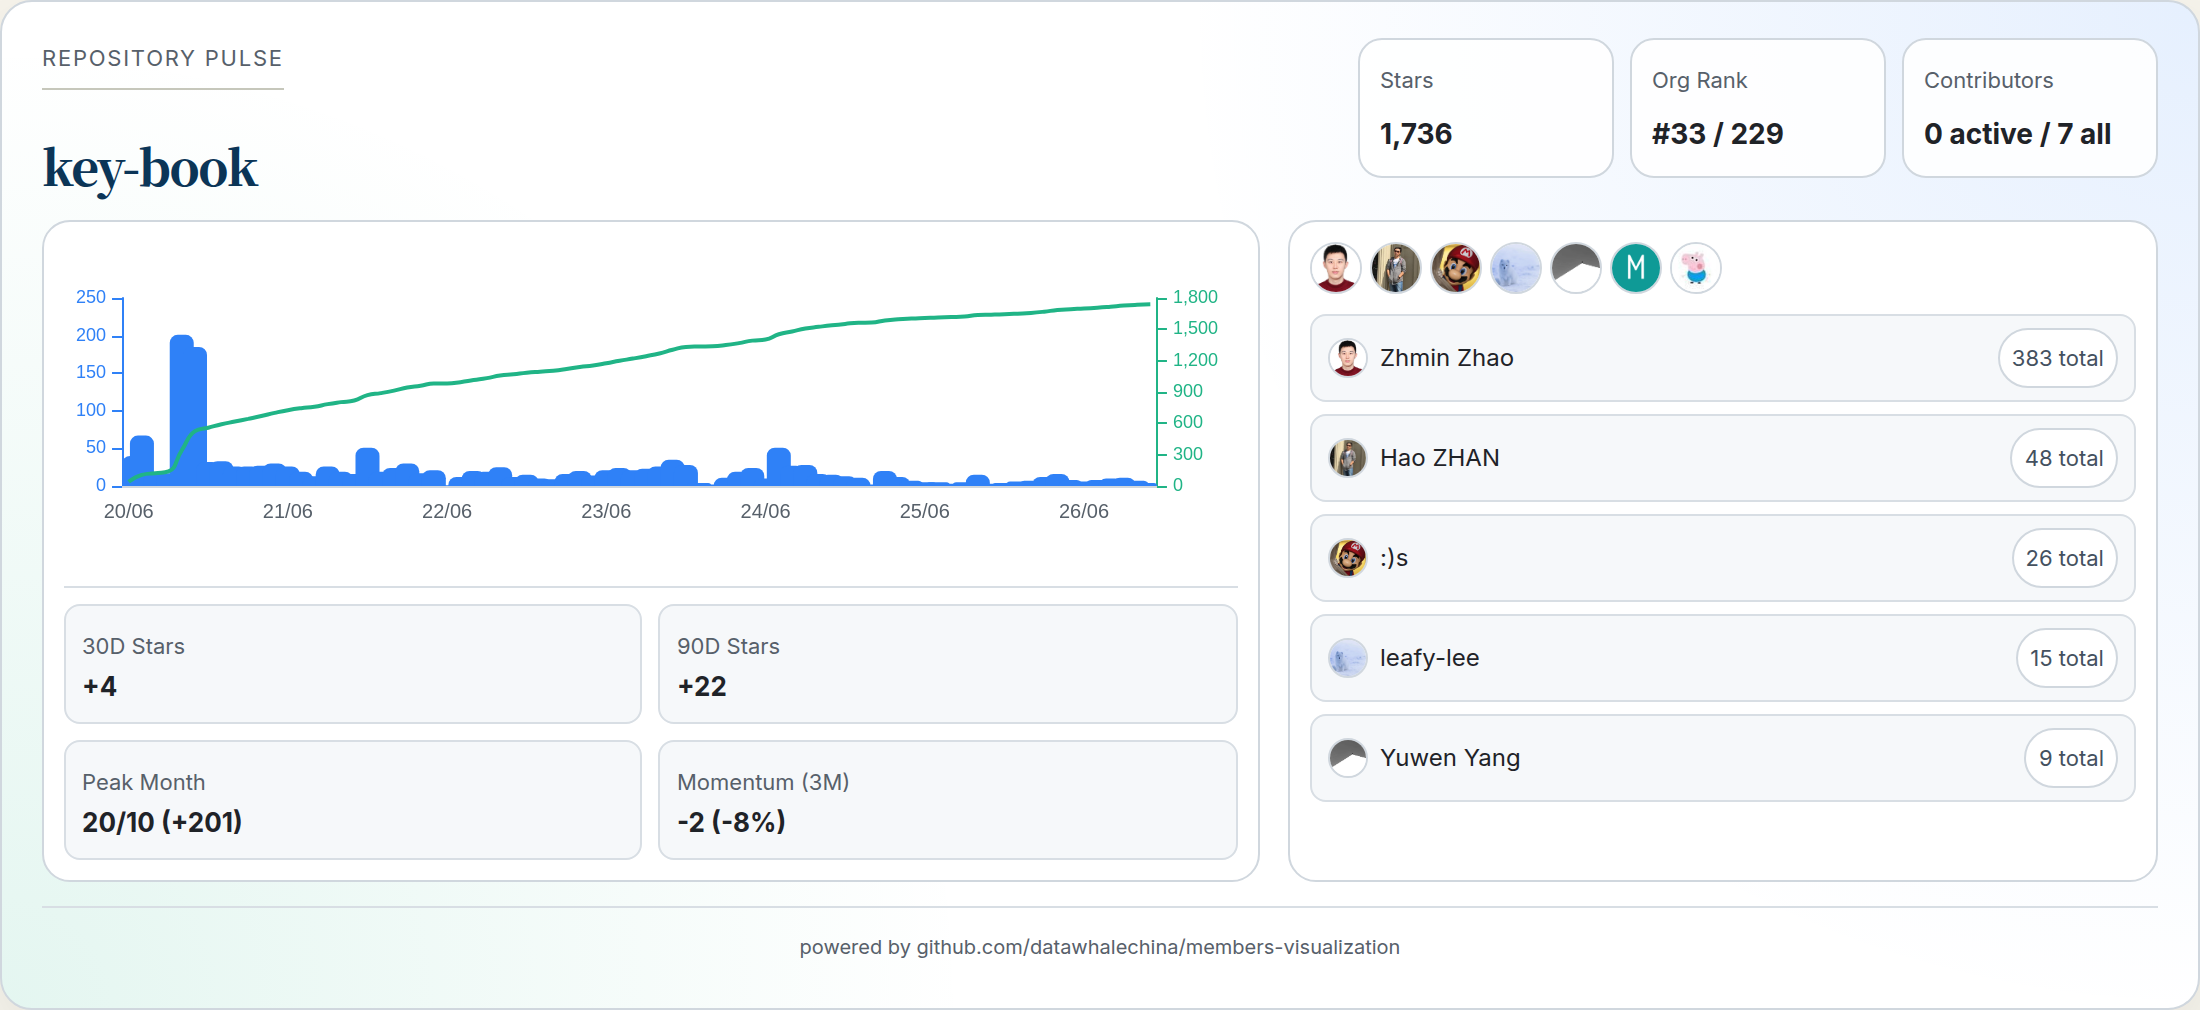 REPOSITORY PULSE
key-book
Stars
1,736
Org Rank
#33 / 229
Contributors
0 active / 7 all
250
200
150
100
50
0
1,800
1,500
1,200
900
600
300
0
20/06 21/06 22/06 23/06 24/06 25/06 26/06
30D Stars
+4
90D Stars
+22
Peak Month
20/10 (+201)
Momentum (3M)
-2 (-8%)
M
Zhmin Zhao 383 total
Hao ZHAN 48 total
:)s 26 total
leafy-lee 15 total
Yuwen Yang 9 total
powered by github.com/datawhalechina/members-visualization